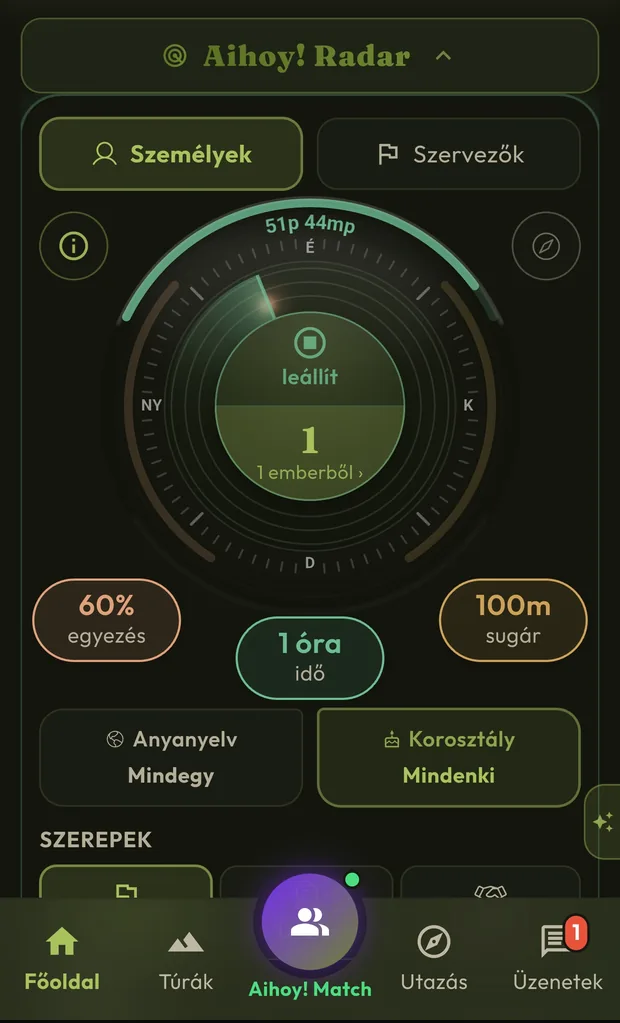 Aihoy! Radar
Személyek
Szervezők
51p 44mp
É
leállít
NY
K
1
1 emberből ›
D
60%
egyezés
100m
sugár
1 óra
idő
Anyanyelv
Mindegy
Korosztály
Mindenki
SZEREPEK
1
Főoldal
Túrák
Aihoy! Match
Utazás
Üzenetek